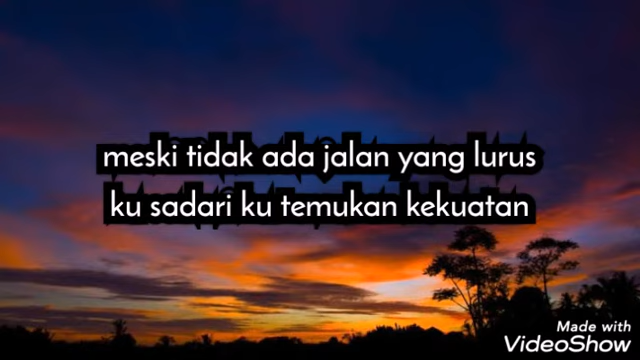 meski tidak ada jalan yang lurus
ku sadari ku temukan kekuatan
Made with
VideoShow